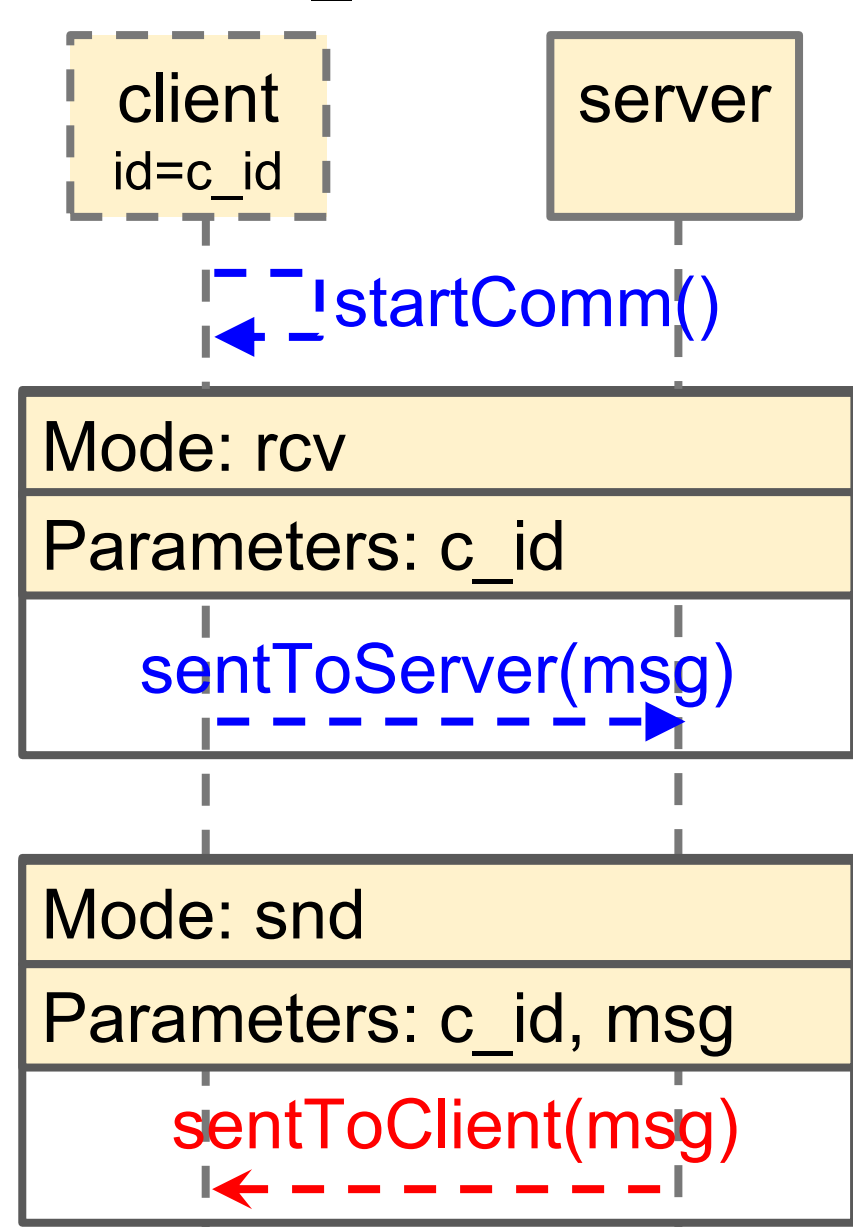 client
id=c_id
server
startComm()
Mode: rcv
Parameters: c_id
sentToServer(msg)
Mode: snd
Parameters: c_id, msg
sentToClient(msg)